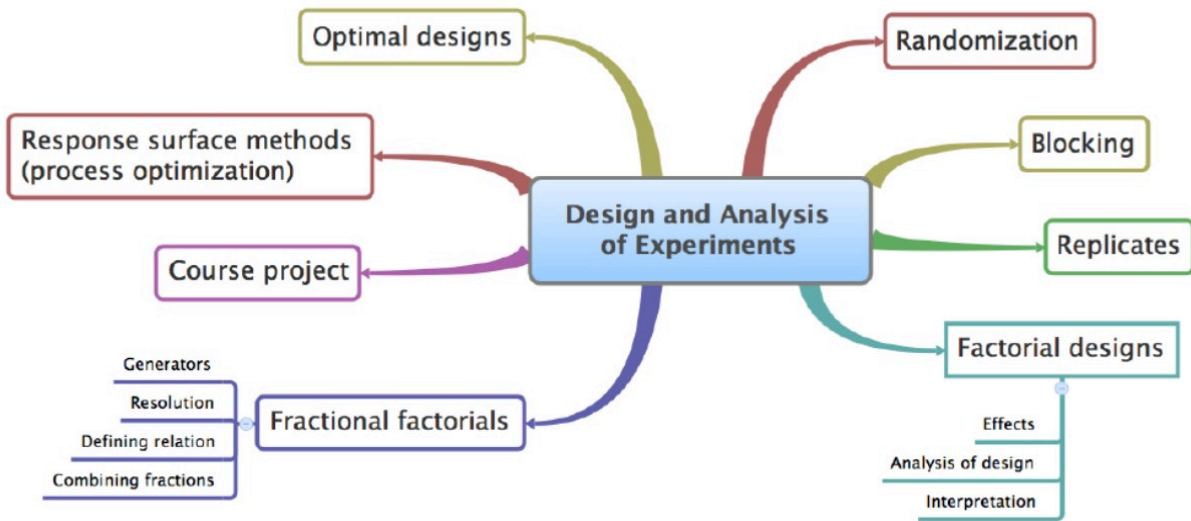 Optimal designs
Randomization
Response surface methods
(process optimization)
Blocking
Design and Analysis
of Experiments
Replicates
Course project
Factorial designs
Generators
Resolution
Defining relation
Combining fractions
Fractional factorials
Effects
Analysis of design
Interpretation